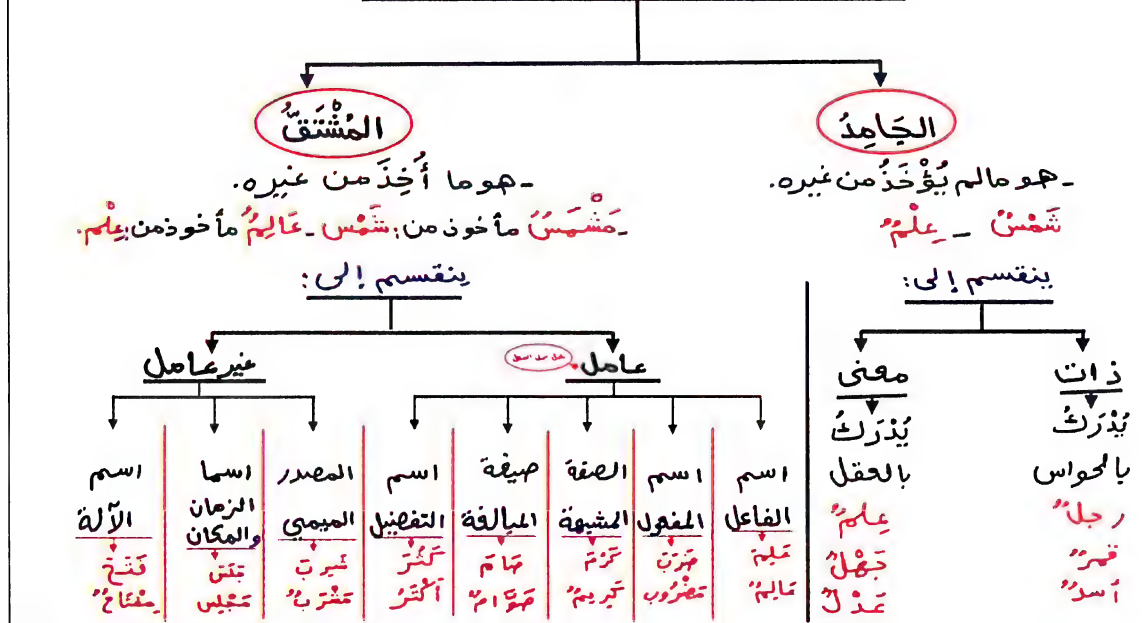 الجَامِدُ
ـ هو ما لم يُؤْخَذُ من غيره.
شَمْسٌ ـ عِلْمٌ
ينقسم إلى:
ذات
يُدْرَكُ
بالحواس
رجلٌ
قمرٌ
أسدٌ
معنى
يُدْرَكُ
بالعقل
علمٌ
جَهْلٌ
عَدْلٌ
المُشْتَقُّ
ـ هو ما أُخِذَ من غيره.
ـ مَشْمَسٌ مأخوذ من: شَمْس ـ عَالِمٌ مأخوذ من: عِلْم.
ينقسم إلى:
عامل
اسم
الفاعل
عَلِمَ
عَالِمٌ
اسم
المفعول
ضَرَبَ
مَضْرُوب
الصفة
المشبهة
كَرُمَ
كَرِيمٌ
صيغة
المبالغة
صَامَ
صَوَّامٌ
اسم
التفضيل
كَثُرَ
أَكْثَرُ
غير عامل
المصدر
الميمي
شَرِبَ
مَشْرَبٌ
اسما
الزمان
والمكان
جَلَسَ
مَجْلِس
اسم
الآلة
فَتَحَ
مِفْتَاحٌ